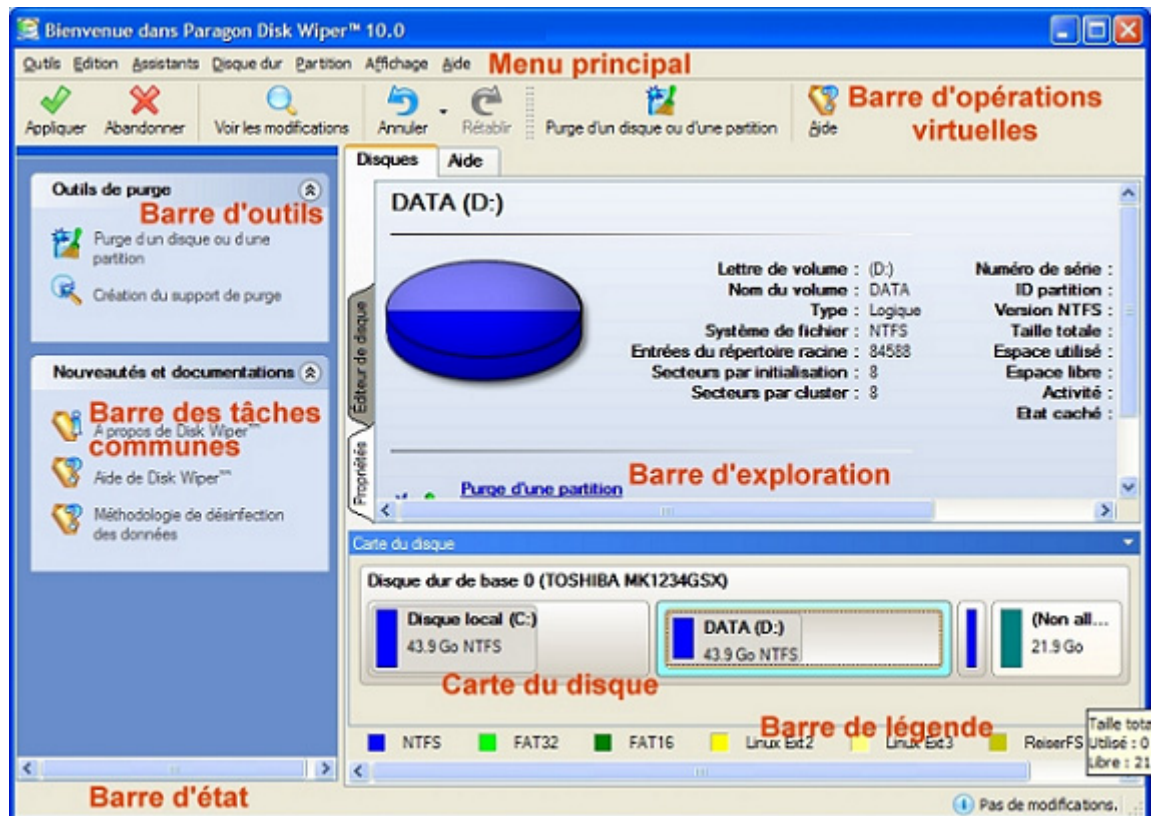 Bienvenue dans Paragon Disk Wiper™ 10.0
Outils Edition Assistants Disque dur Partition Affichage Aide Menu principal
Appliquer Abandonner Voir les modifications Annuler Rétablir Purge d'un disque ou d'une partition Aide
Barre d'opérations
virtuelles
Outils de purge
Barre d'outils
Purge d'un disque ou d'une
partition
Création du support de purge
Nouveautés et documentations
Barre des tâches
communes
A propos de Disk Wiper™
Aide de Disk Wiper™
Méthodologie de désinfection
des données
Disques Aide
Editeur de disque
Propriétés
DATA (D:)
Lettre de volume : (D:)
Nom du volume : DATA
Type : Logique
Système de fichier : NTFS
Entrées du répertoire racine : 84588
Secteurs par initialisation : 8
Secteurs par cluster : 8
Numéro de série :
ID partition :
Version NTFS :
Taille totale :
Espace utilisé :
Espace libre :
Activité :
Etat caché :
Barre d'exploration
Purge d'une partition
Carte du disque
Disque dur de base 0 (TOSHIBA MK1234GSX)
Disque local (C:)
43.9 Go NTFS
DATA (D:)
43.9 Go NTFS
(Non all...
21.9 Go
Carte du disque
Barre de légende
NTFS FAT32 FAT16 Linux Ext2 Linux Ext3 ReiserFS
Taille tota
Utilisé : 0
Libre : 21
Barre d'état
Pas de modifications.